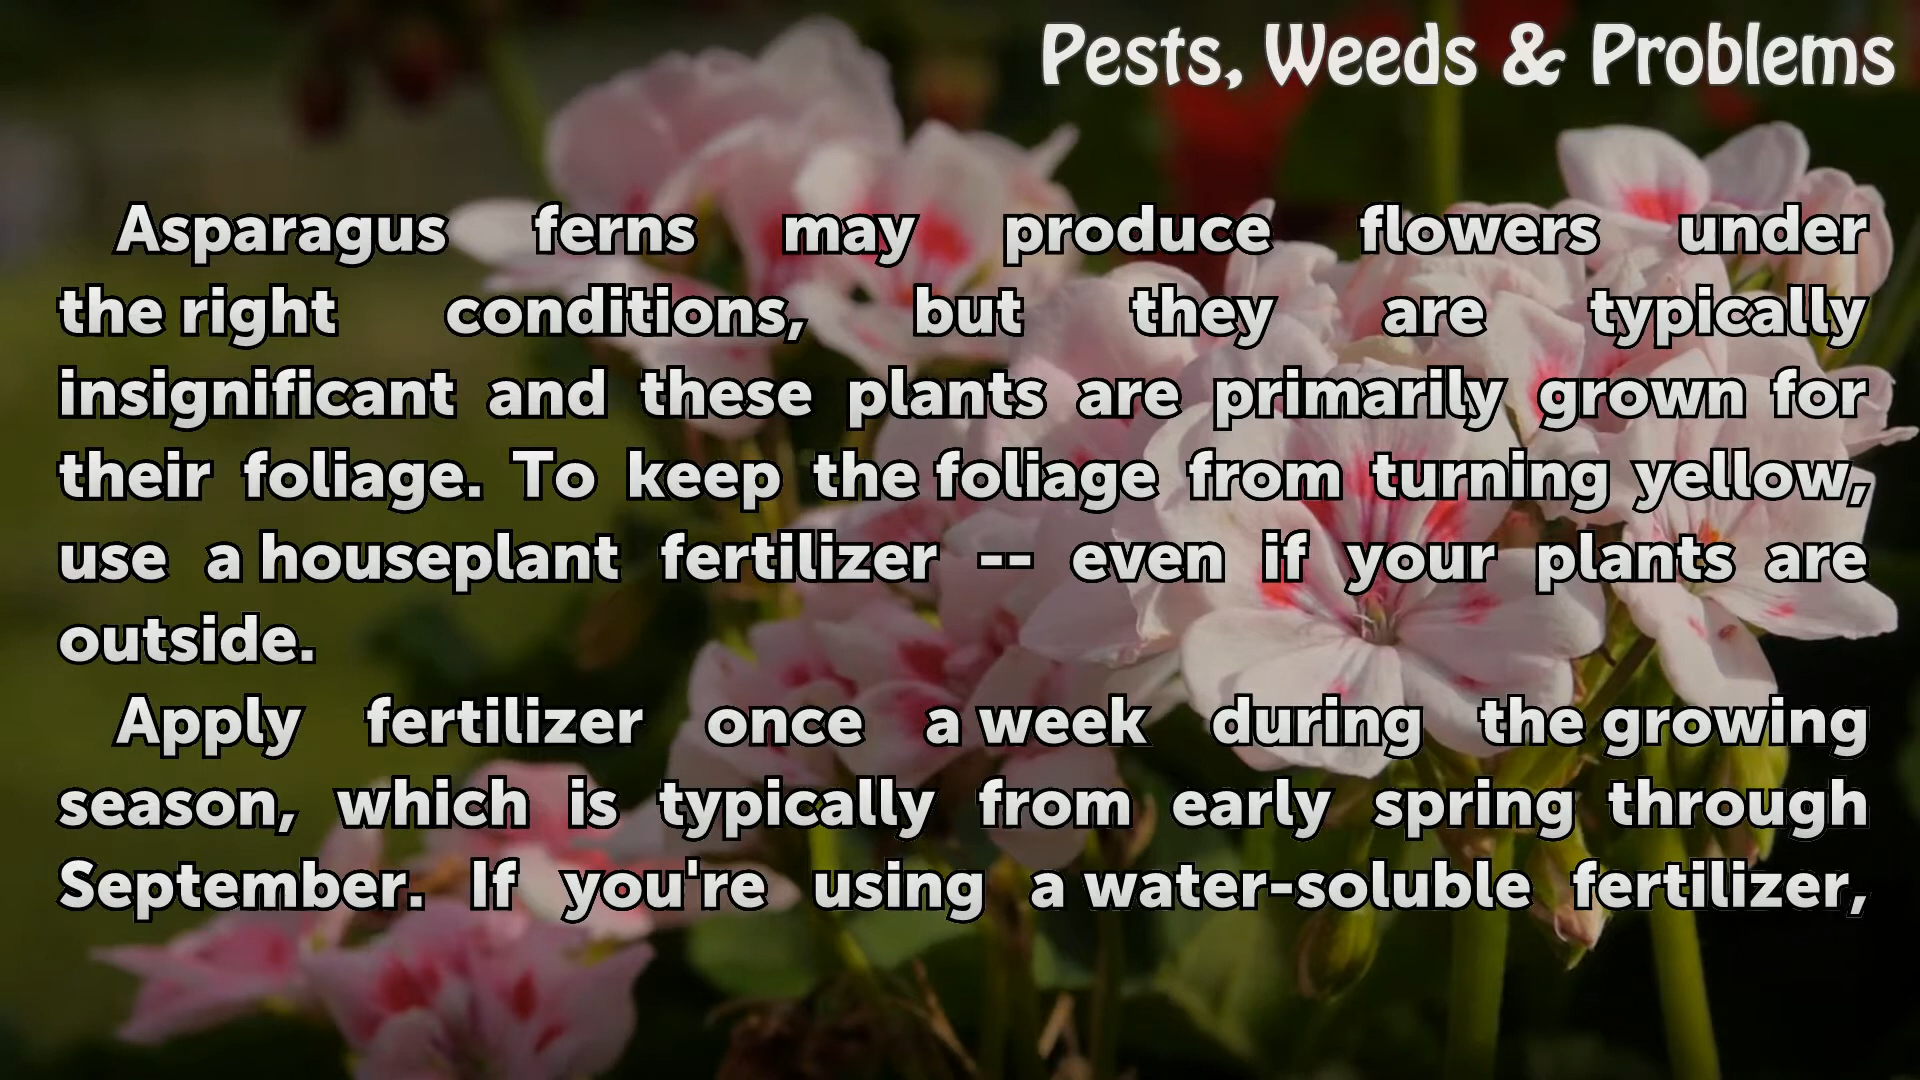 Pests, Weeds & Problems
Asparagus ferns may produce flowers under
the right conditions, but they are typically
insignificant and these plants are primarily grown for
their foliage. To keep the foliage from turning yellow,
use a houseplant fertilizer -- even if your plants are
outside.
Apply fertilizer once a week during the growing
season, which is typically from early spring through
September. If you're using a water-soluble fertilizer,